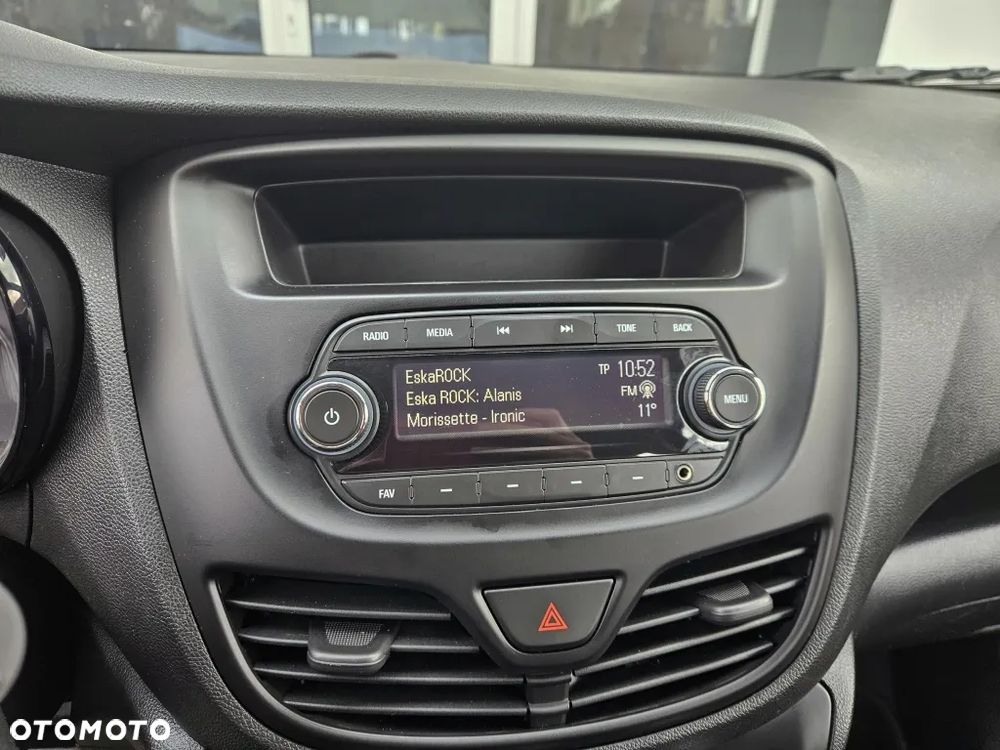 RADIO MEDIA TONE BACK
EskaROCK TP 10:52
Eska ROCK: Alanis FM
Morissette - Ironic 11°
MENU
FAV
OTOMOTO